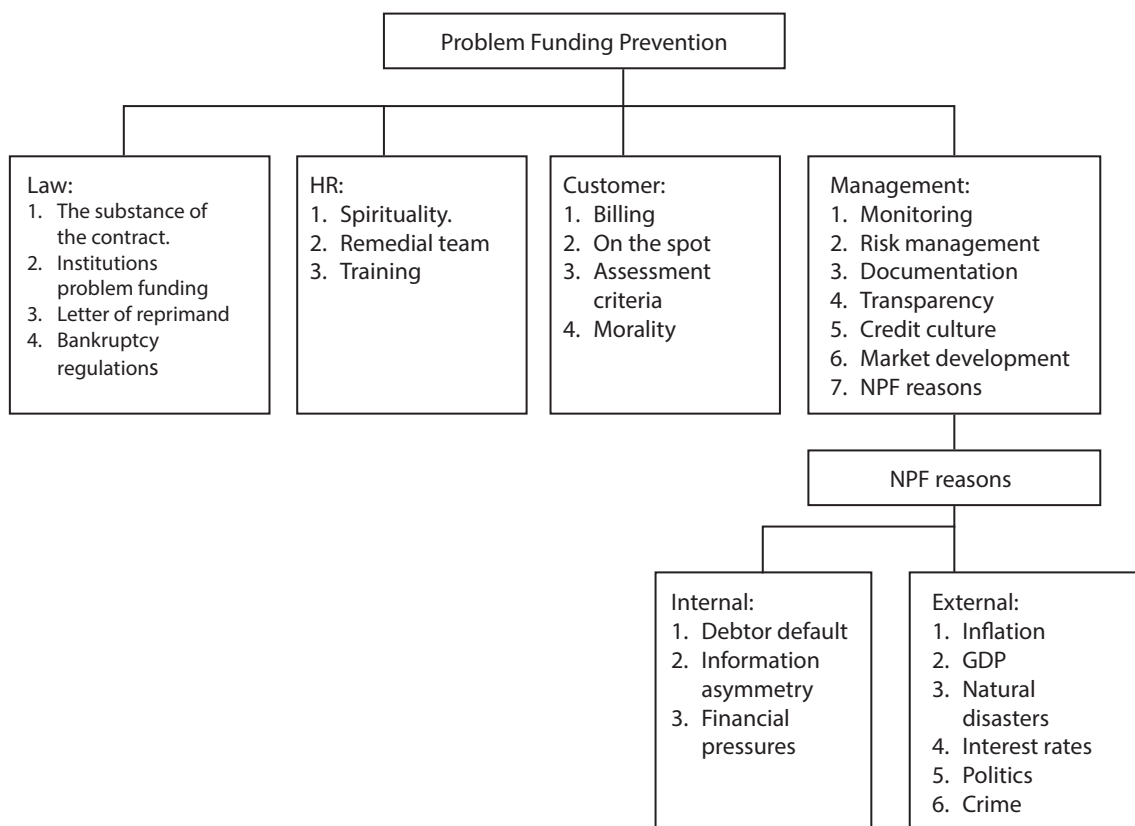 Problem Funding Prevention
Law:
1. The substance of
the contract.
2. Institutions
problem funding
3. Letter of reprimand
4. Bankruptcy
regulations
HR:
1. Spirituality.
2. Remedial team
3. Training
Customer:
1. Billing
2. On the spot
3. Assessment
criteria
4. Morality
Management:
1. Monitoring
2. Risk management
3. Documentation
4. Transparency
5. Credit culture
6. Market development
7. NPF reasons
NPF reasons
Internal:
1. Debtor default
2. Information
asymmetry
3. Financial
pressures
External:
1. Inflation
2. GDP
3. Natural
disasters
4. Interest rates
5. Politics
6. Crime